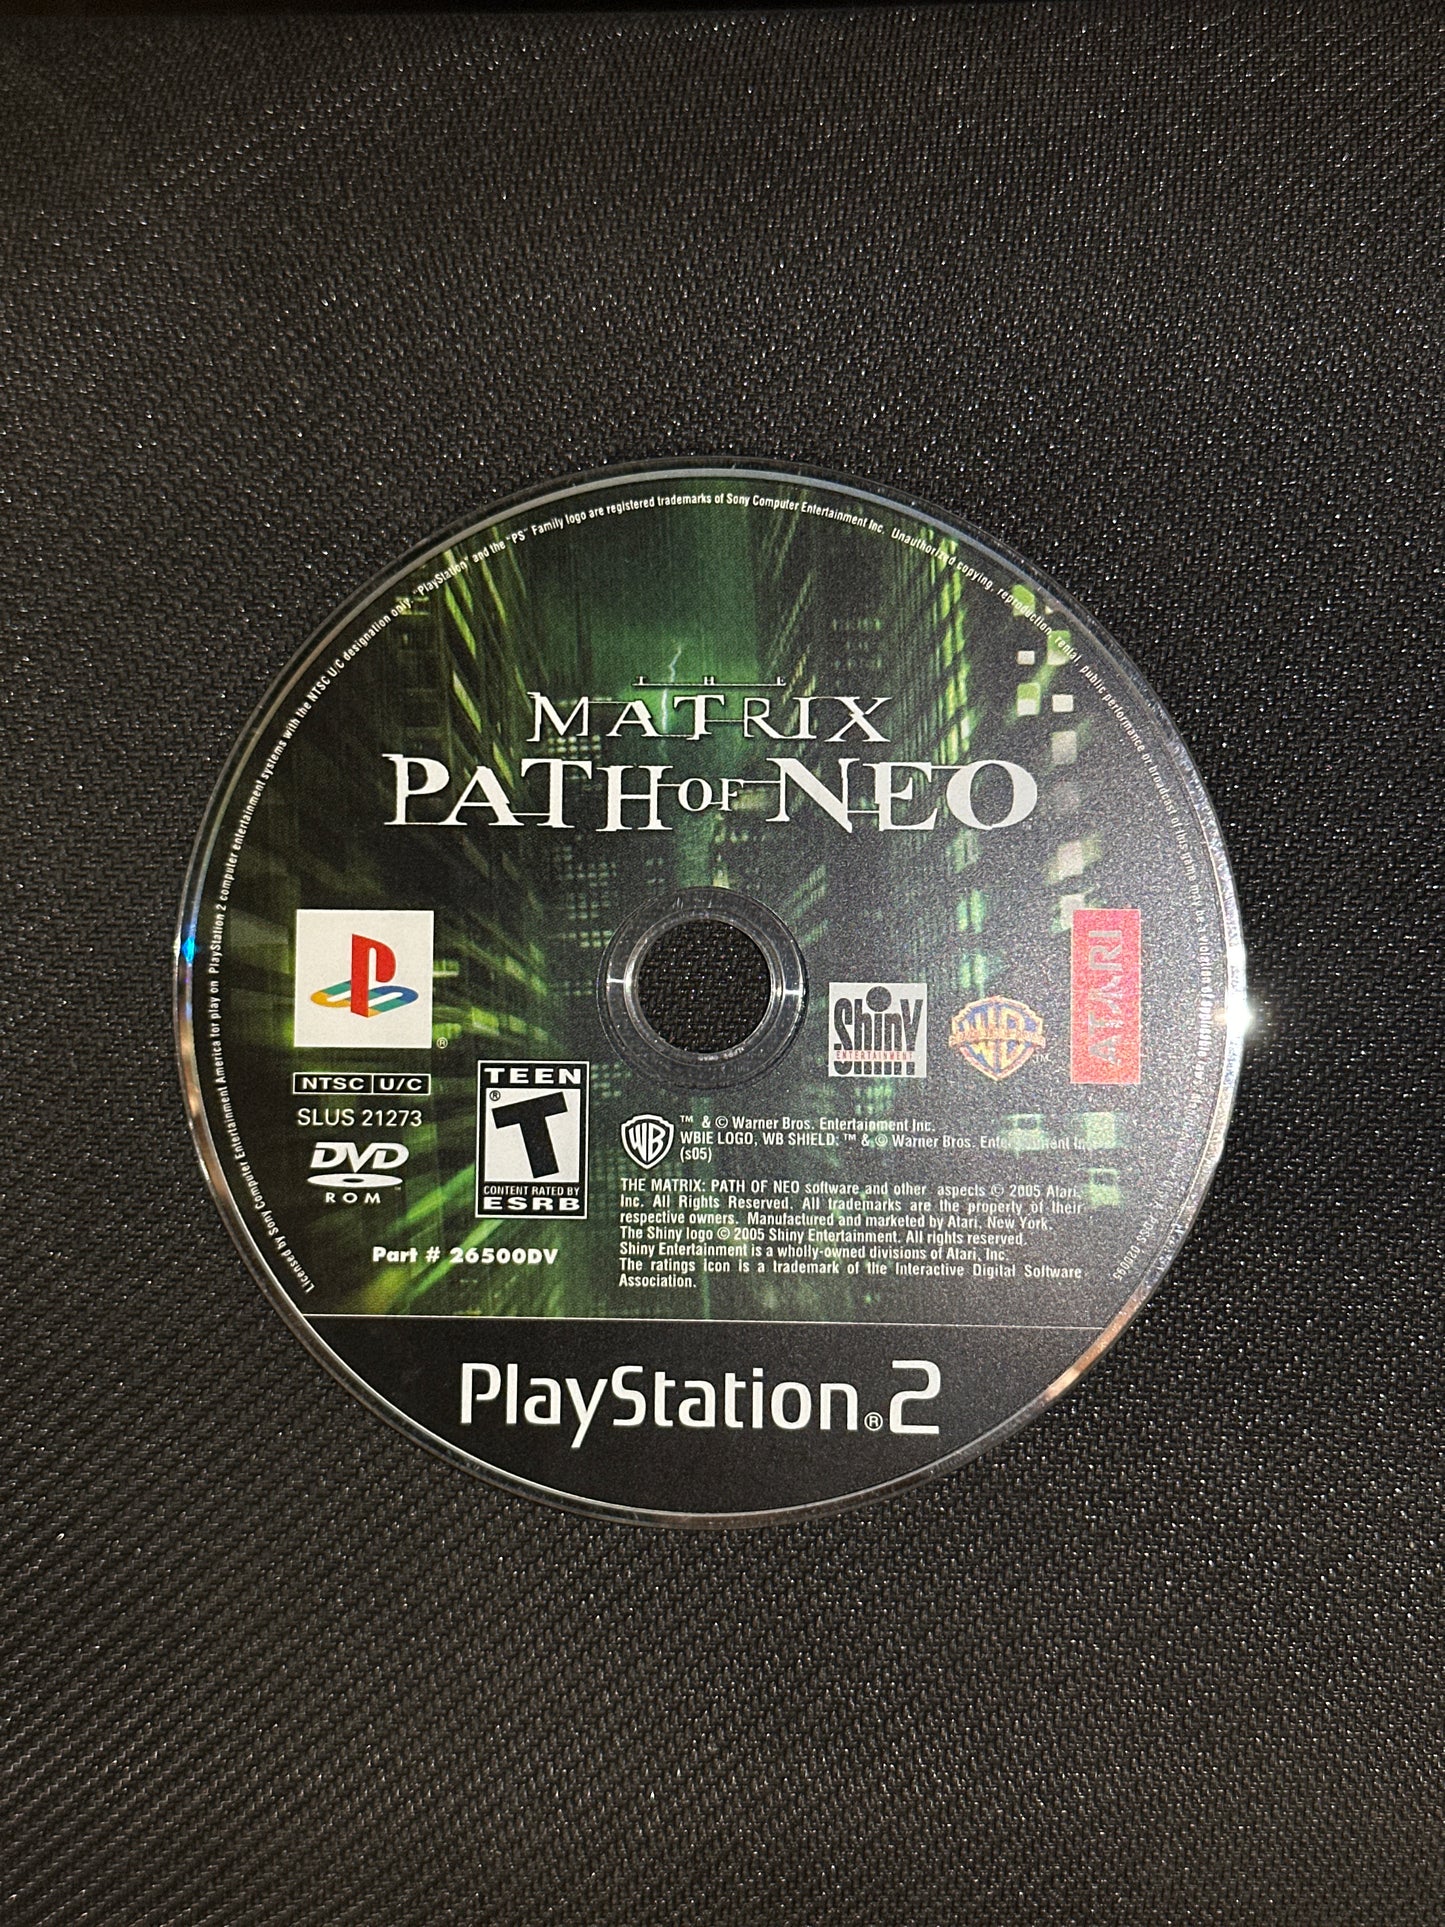 Licensed by Sony Computer Entertainment America for play on PlayStation 2 computer entertainment systems with the NTSC U/C designation only. "PlayStation" and the "PS" Family logo are registered trademarks of Sony Computer Entertainment Inc. Unauthorized copying, reproduction, rental, public performance or broadcast of this game may be a violation of
THE
MATRIX
PATH OF NEO
®
NTSC U/C
SLUS 21273
DVD
ROM
TEEN
®
T
CONTENT RATED BY
ESRB
Part # 26500DV
Shiny
ENTERTAINMENT
WB
TM
ATARI
WB
™ & © Warner Bros. Entertainment Inc.
WBIE LOGO, WB SHIELD: ™ & © Warner Bros. Entertainment Inc.
(s05)
THE MATRIX: PATH OF NEO software and other aspects © 2005 Atari,
Inc. All Rights Reserved. All trademarks are the property of their
respective owners. Manufactured and marketed by Atari, New York.
The Shiny logo © 2005 Shiny Entertainment. All rights reserved.
Shiny Entertainment is a wholly-owned divisions of Atari, Inc.
The ratings icon is a trademark of the Interactive Digital Software
Association.
PlayStation®2